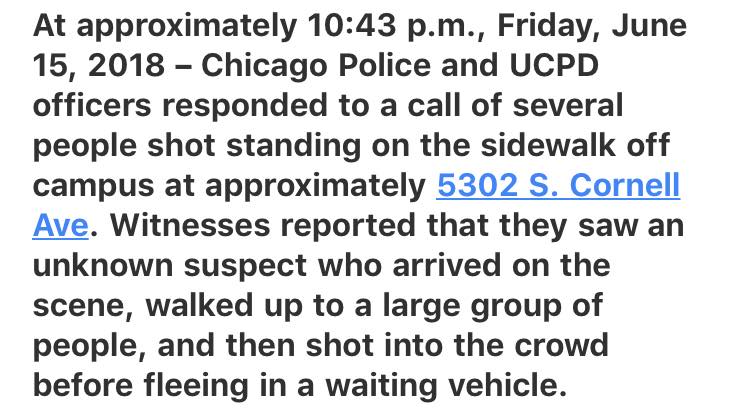 At approximately 10:43 p.m., Friday, June
15, 2018 – Chicago Police and UCPD
officers responded to a call of several
people shot standing on the sidewalk off
campus at approximately 5302 S. Cornell
Ave. Witnesses reported that they saw an
unknown suspect who arrived on the
scene, walked up to a large group of
people, and then shot into the crowd
before fleeing in a waiting vehicle.